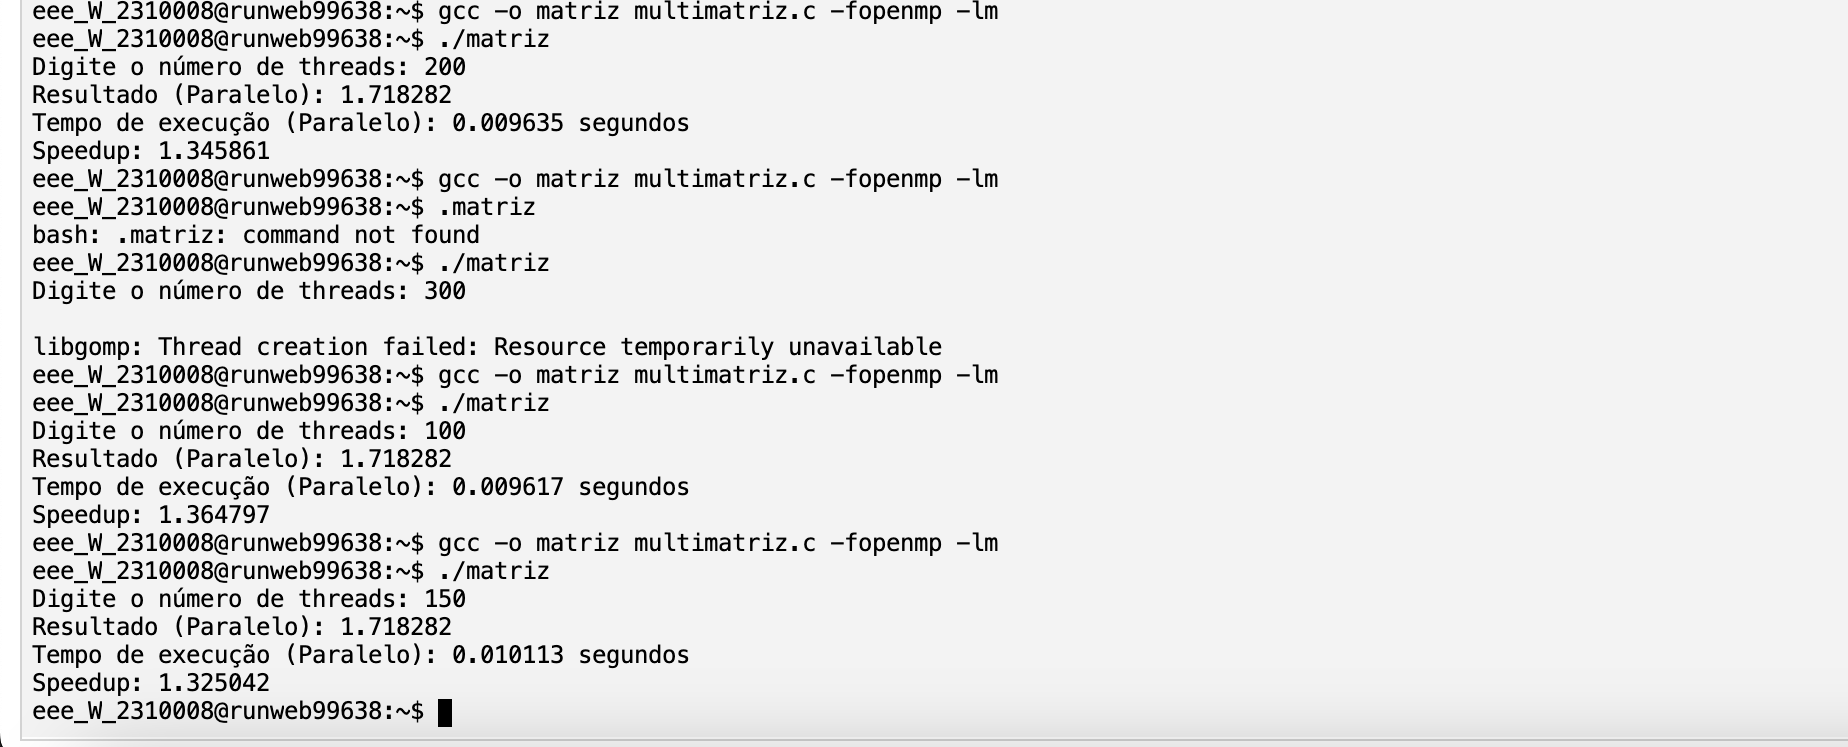 eee_W_2310008@runweb99638:~$ gcc -o matriz multimatriz.c -fopenmp -lm
eee_W_2310008@runweb99638:~$ ./matriz
Digite o número de threads: 200
Resultado (Paralelo): 1.718282
Tempo de execução (Paralelo): 0.009635 segundos
Speedup: 1.345861
eee_W_2310008@runweb99638:~$ gcc -o matriz multimatriz.c -fopenmp -lm
eee_W_2310008@runweb99638:~$ .matriz
bash: .matriz: command not found
eee_W_2310008@runweb99638:~$ ./matriz
Digite o número de threads: 300
libgomp: Thread creation failed: Resource temporarily unavailable
eee_W_2310008@runweb99638:~$ gcc -o matriz multimatriz.c -fopenmp -lm
eee_W_2310008@runweb99638:~$ ./matriz
Digite o número de threads: 100
Resultado (Paralelo): 1.718282
Tempo de execução (Paralelo): 0.009617 segundos
Speedup: 1.364797
eee_W_2310008@runweb99638:~$ gcc -o matriz multimatriz.c -fopenmp -lm
eee_W_2310008@runweb99638:~$ ./matriz
Digite o número de threads: 150
Resultado (Paralelo): 1.718282
Tempo de execução (Paralelo): 0.010113 segundos
Speedup: 1.325042
eee_W_2310008@runweb99638:~$